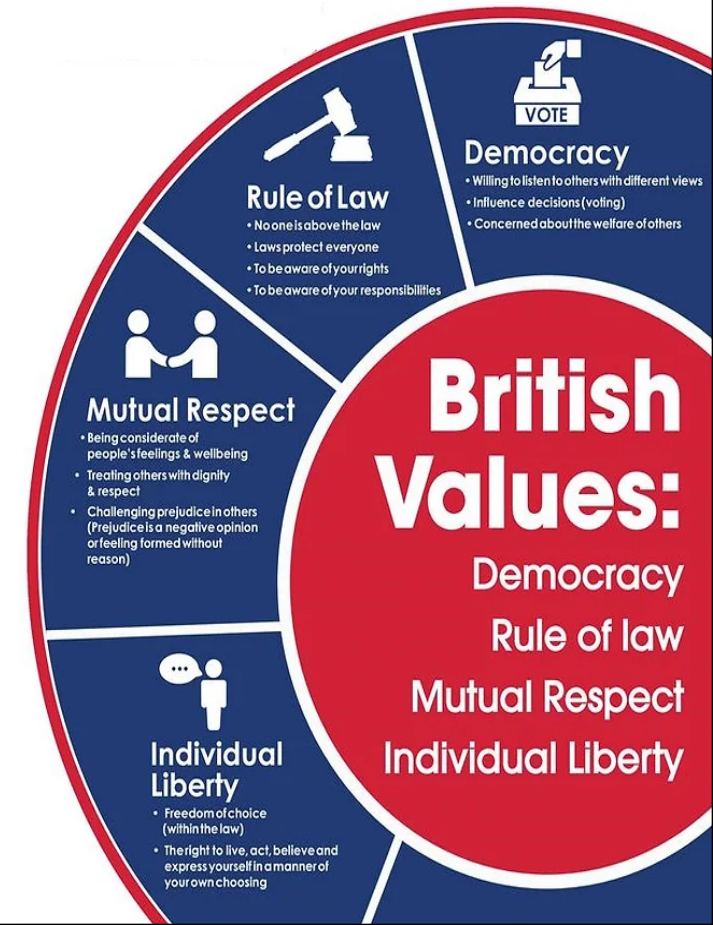 VOTE
Democracy
• Willing to listen to others with different views
• Influence decisions (voting)
• Concerned about the welfare of others
Rule of Law
• No one is above the law
• Laws protect everyone
• To be aware of your rights
• To be aware of your responsibilities
Mutual Respect
• Being considerate of
people's feelings & wellbeing
• Treating others with dignity
& respect
• Challenging prejudice in others
(Prejudice is a negative opinion
or feeling formed without
reason)
Individual
Liberty
• Freedom of choice
(within the law)
• The right to live, act, believe and
express yourself in a manner of
your own choosing
British
Values:
Democracy
Rule of law
Mutual Respect
Individual Liberty